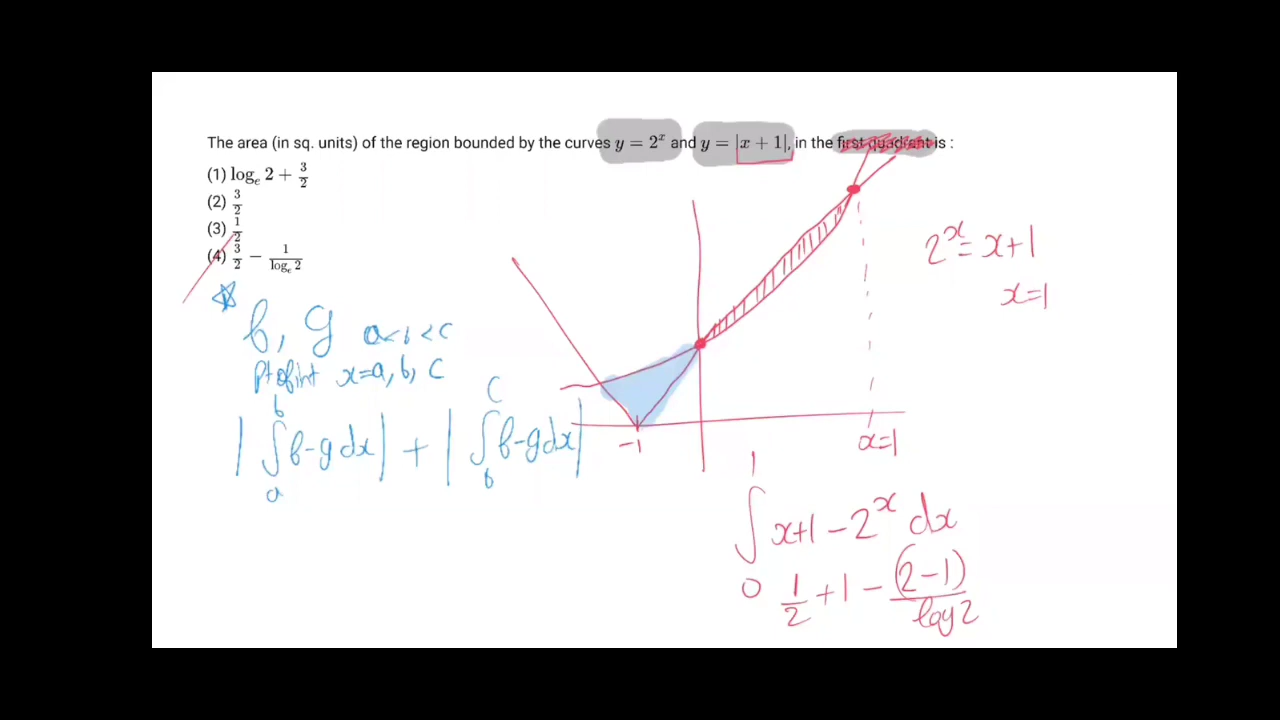 The area (in sq. units) of the region bounded by the curves y = 2^x and y = |x + 1|, in the first quadrant is :
(1) log_e 2 + 3/2
(2) 3/2
(3) 1/2
(4) 3/2 − 1/log_e 2
2^x = x+1
x=1
f, g a<b<c
Pt of int x=a, b, c
|∫_a^b f-g dx| + |∫_b^c f-g dx|
-1
x=1
∫_0^1 x+1 - 2^x dx
1/2 + 1 - (2-1)/log 2